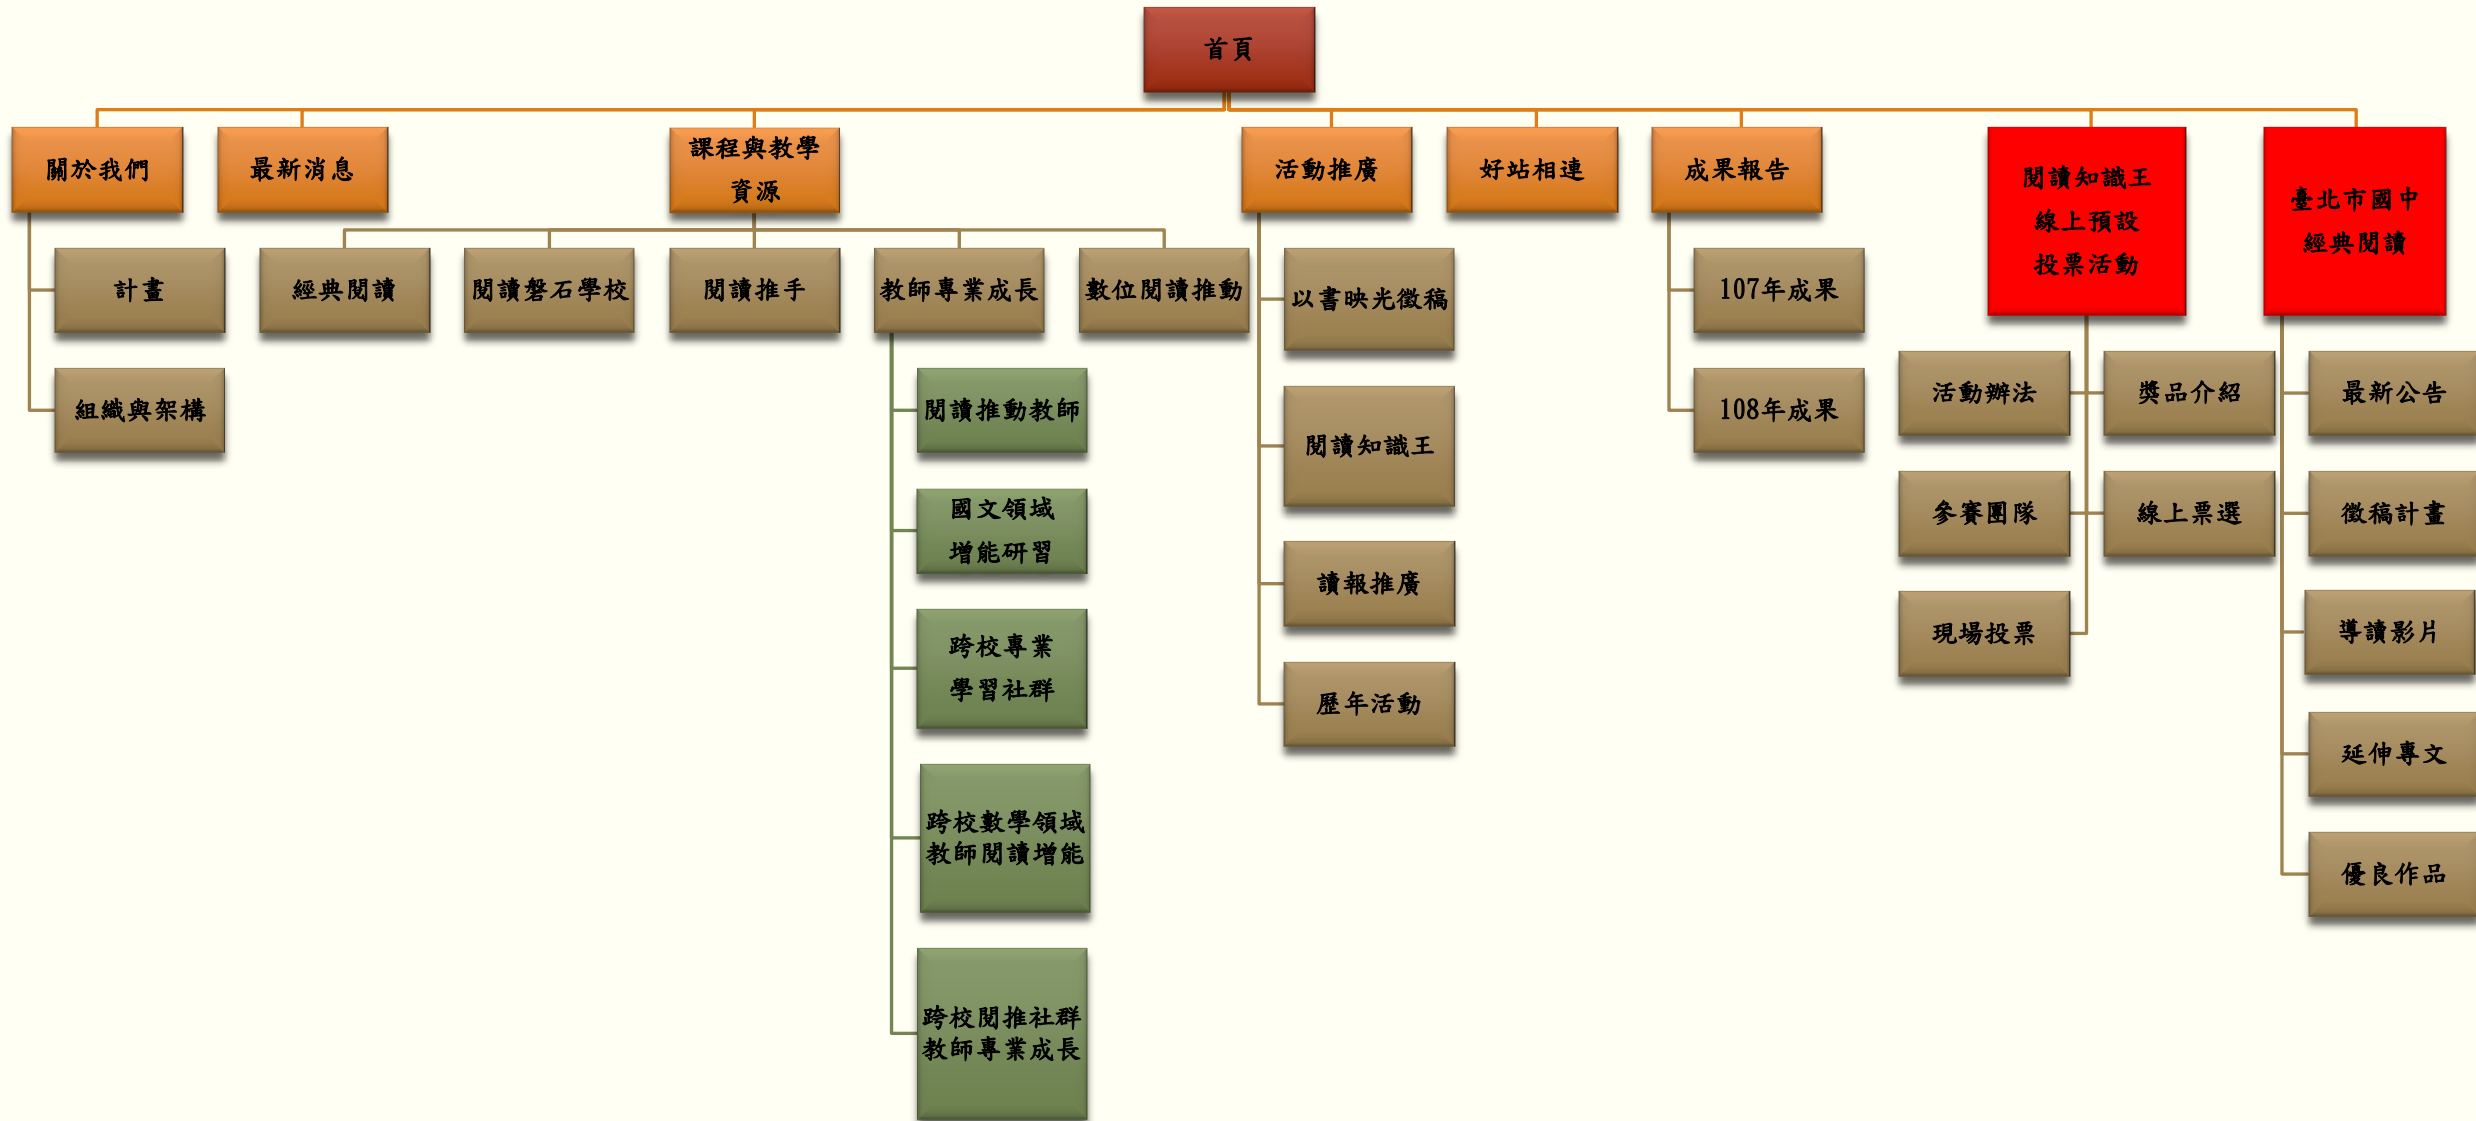 首頁
關於我們
最新消息
課程與教學
資源
活動推廣
好站相連
成果報告
閱讀知識王
線上預設
投票活動
臺北市國中
經典閱讀
計畫
組織與架構
經典閱讀
閱讀磐石學校
閱讀推手
教師專業成長
數位閱讀推動
閱讀推動教師
國文領域
增能研習
跨校專業
學習社群
跨校數學領域
教師閱讀增能
跨校閱推社群
教師專業成長
以書映光徵稿
閱讀知識王
讀報推廣
歷年活動
107年成果
108年成果
活動辦法
獎品介紹
參賽團隊
線上票選
現場投票
最新公告
徵稿計畫
導讀影片
延伸專文
優良作品